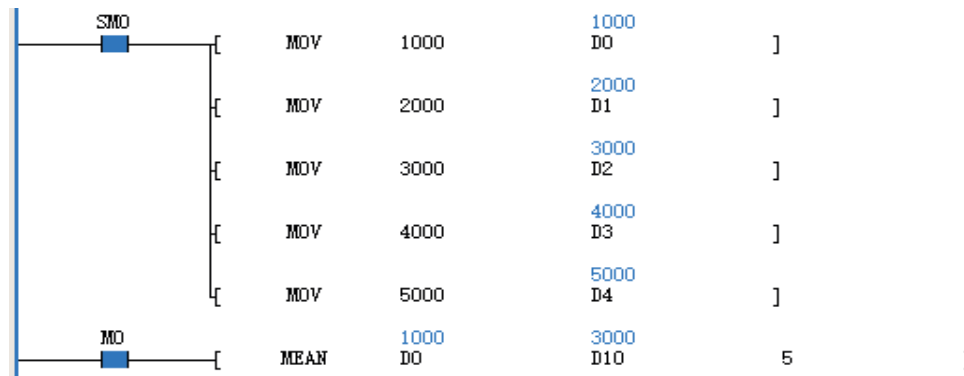 SM0 1000
[ MOV 1000 D0 ]
2000
[ MOV 2000 D1 ]
3000
[ MOV 3000 D2 ]
4000
[ MOV 4000 D3 ]
5000
[ MOV 5000 D4 ]
M0 1000 3000
[ MEAN D0 D10 5